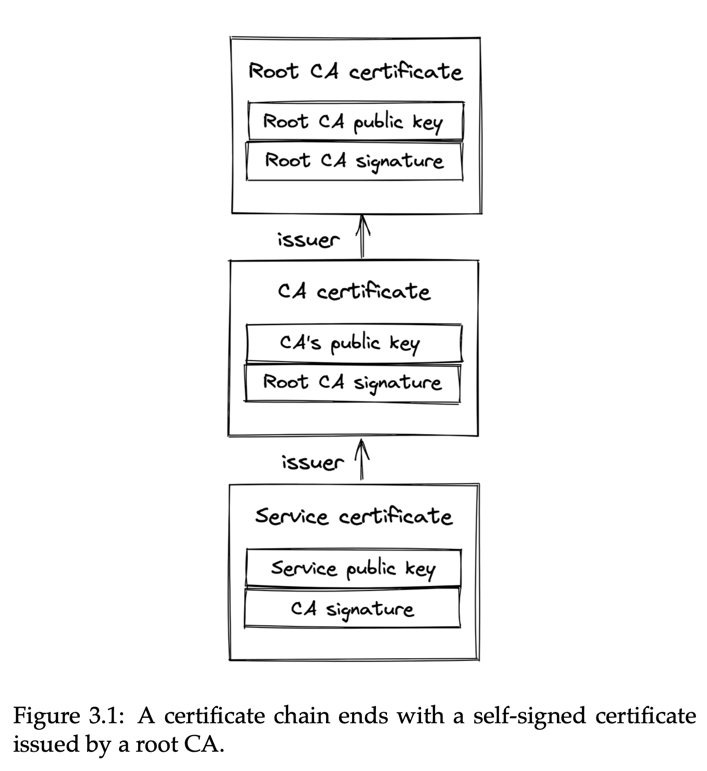 Root CA certificate
Root CA public key
Root CA signature
issuer
CA certificate
CA's public key
Root CA signature
issuer
Service certificate
Service public key
CA signature
Figure 3.1: A certificate chain ends with a self-signed certificate
issued by a root CA.